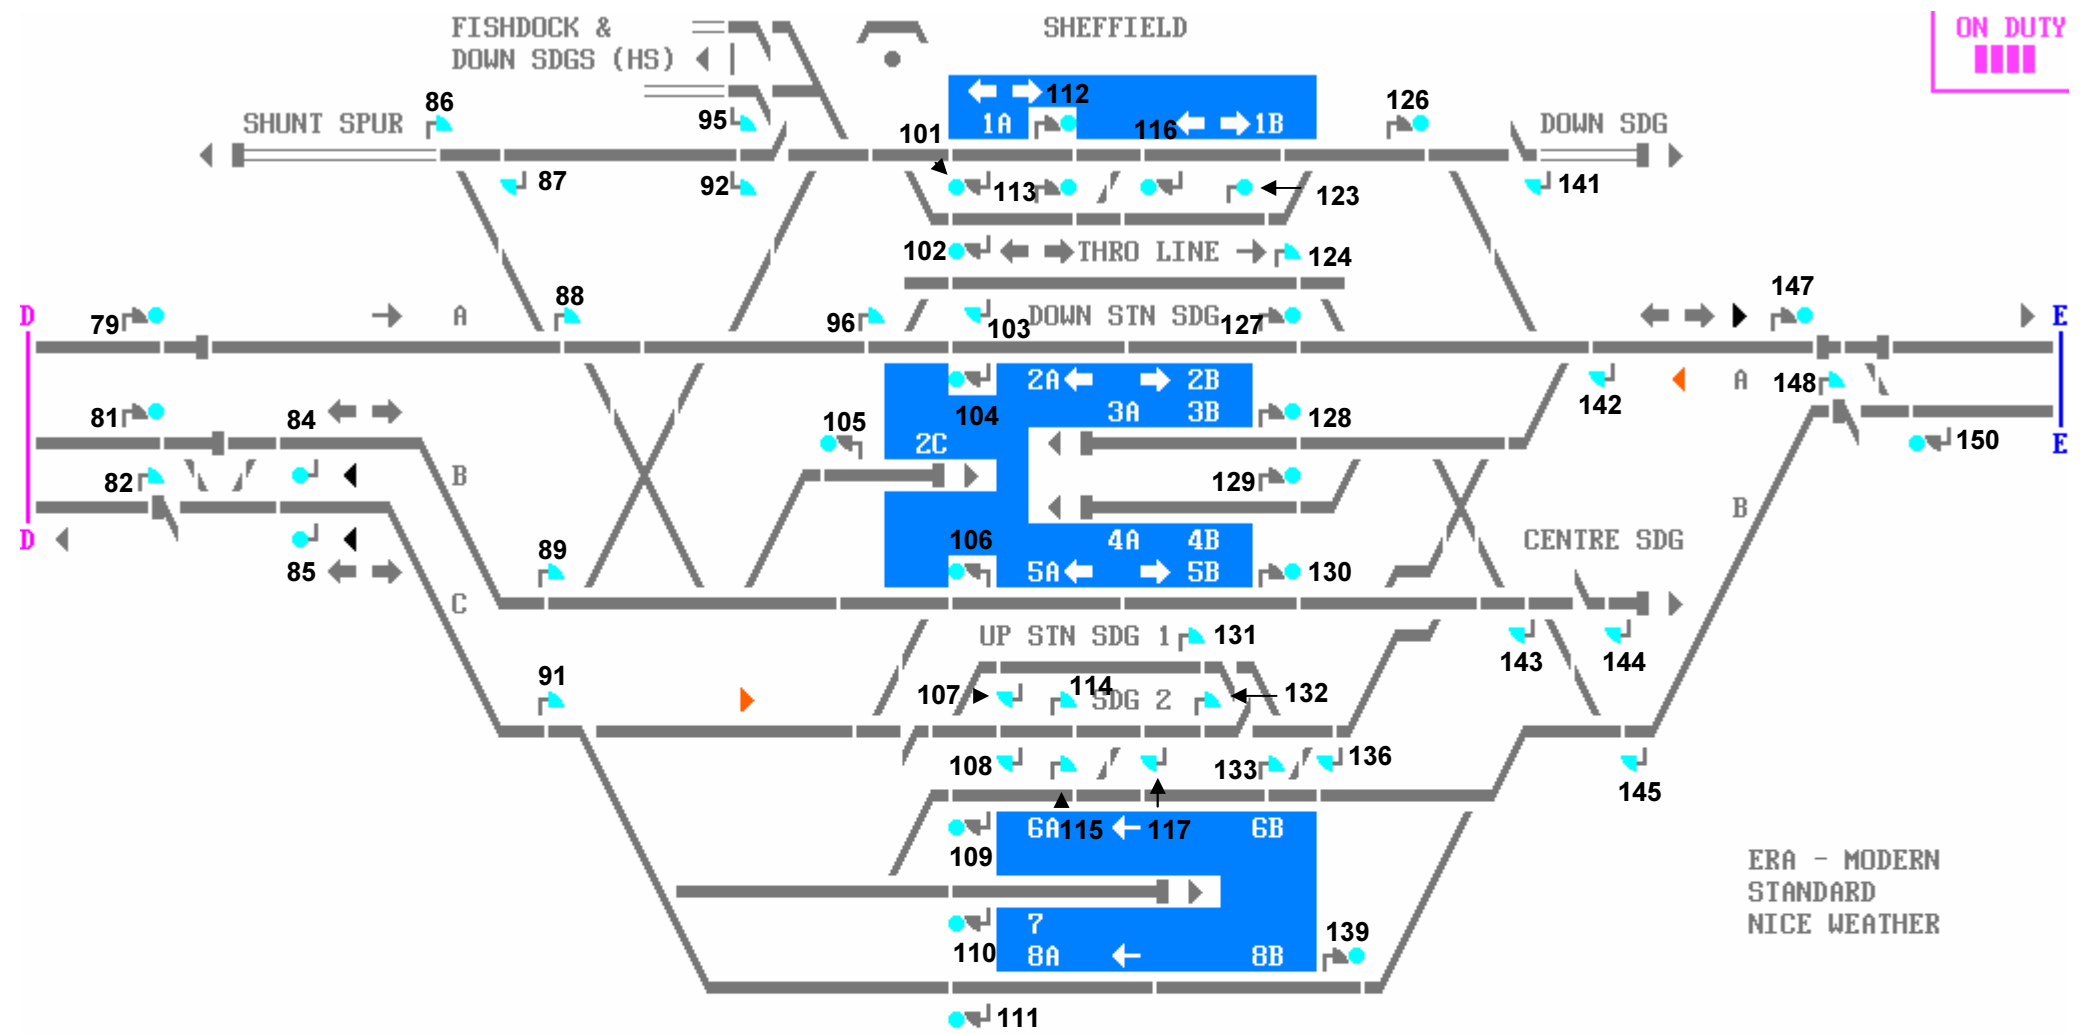 FISHDOCK &
DOWN SDGS (HS)
SHEFFIELD
ON DUTY
86
SHUNT SPUR
95
101
112
1A
116
1B
126
DOWN SDG
87
92
113
123
141
102
THRO LINE
124
D
79
A
88
96
103
DOWN STN SDG
127
147
E
81
84
104
2A
2B
3A
3B
128
142
A
148
82
B
105
2C
129
150
E
D
85
89
106
4A
4B
5A
5B
130
CENTRE SDG
B
C
UP STN SDG 1
131
143
144
91
107
114
SDG 2
132
108
133
136
145
109
6A
115
117
6B
ERA - MODERN
STANDARD
NICE WEATHER
110
7
8A
8B
139
111